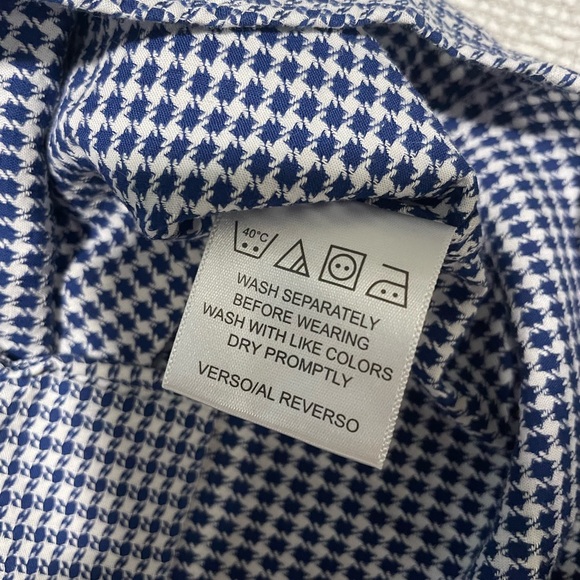 40°C
WASH SEPARATELY
BEFORE WEARING
WASH WITH LIKE COLORS
DRY PROMPTLY
VERSO/AL REVERSO